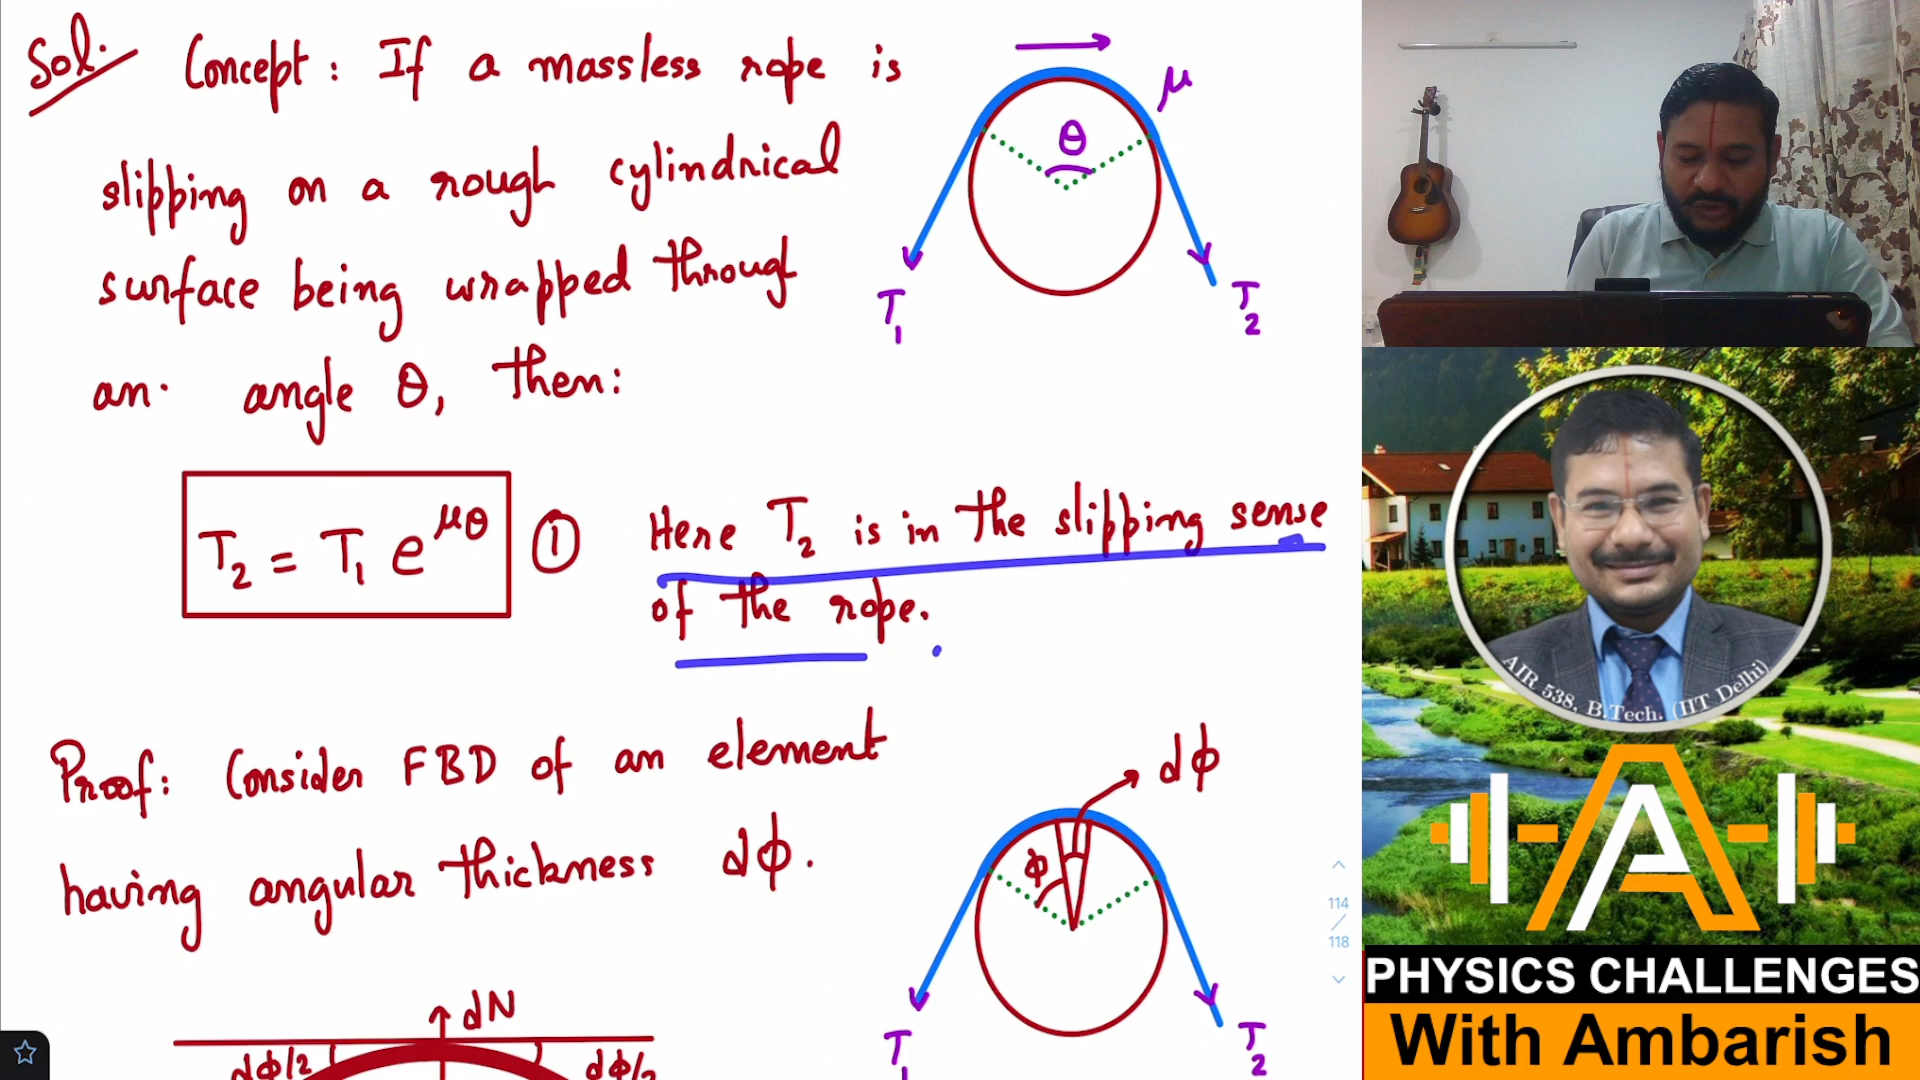 Sol. Concept: If a massless rope is
slipping on a rough cylindrical
surface being wrapped through
an. angle θ, then:
μ
θ
T₁
T₂
T₂ = T₁ e^μθ ① Here T₂ is in the slipping sense
of the rope.
Proof: Consider FBD of an element
having angular thickness dϕ.
dϕ
ϕ
T₁
T₂
dN
dϕ/2
dϕ/2
114
/
118
AIR 538, B.Tech. (IIT Delhi)
A
PHYSICS CHALLENGES
With Ambarish